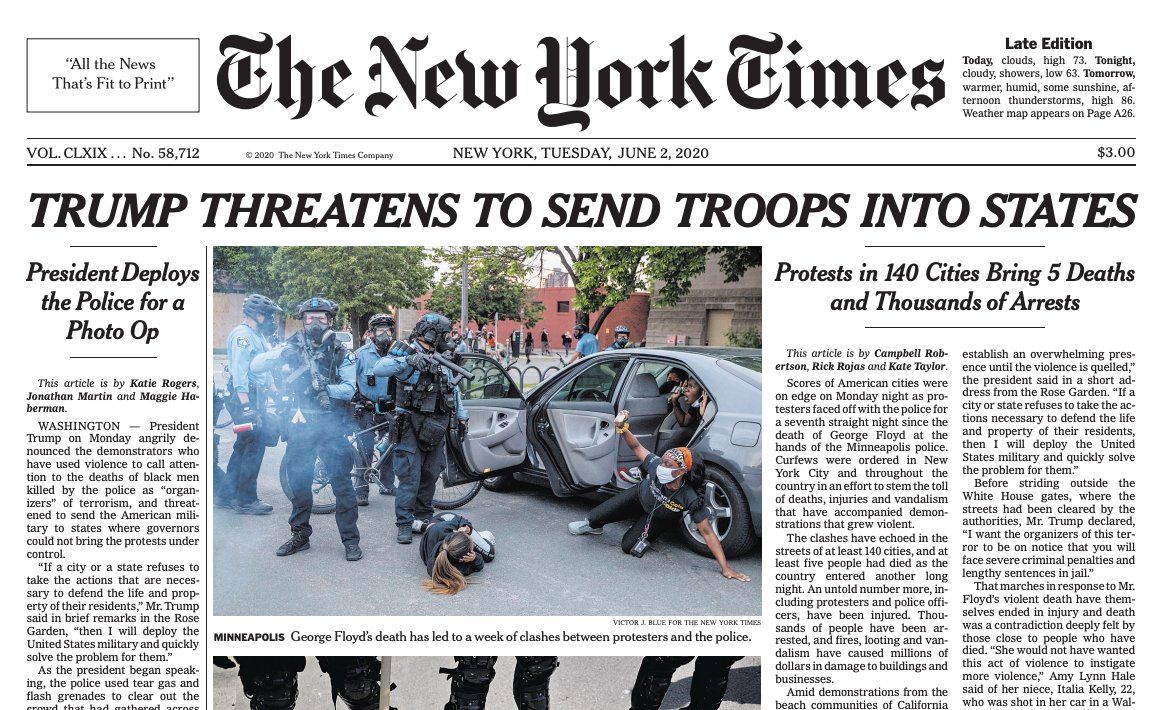 “All the News
That’s Fit to Print”
The New York Times
Late Edition
Today, clouds, high 73. Tonight,
cloudy, showers, low 63. Tomorrow,
warmer, humid, some sunshine, af-
ternoon thunderstorms, high 86.
Weather map appears on Page A26.
VOL. CLXIX . . . No. 58,712
© 2020 The New York Times Company
NEW YORK, TUESDAY, JUNE 2, 2020
$3.00
TRUMP THREATENS TO SEND TROOPS INTO STATES
President Deploys
the Police for a
Photo Op
This article is by Katie Rogers,
Jonathan Martin and Maggie Ha-
berman.
WASHINGTON — President
Trump on Monday angrily de-
nounced the demonstrators who
have used violence to call atten-
tion to the deaths of black men
killed by the police as “organ-
izers” of terrorism, and threat-
ened to send the American mili-
tary to states where governors
could not bring the protests under
control.
“If a city or a state refuses to
take the actions that are neces-
sary to defend the life and prop-
erty of their residents,” Mr. Trump
said in brief remarks in the Rose
Garden, “then I will deploy the
United States military and quickly
solve the problem for them.”
As the president began speak-
ing, the police used tear gas and
flash grenades to clear out the
crowd that had gathered across
VICTOR J. BLUE FOR THE NEW YORK TIMES
MINNEAPOLIS George Floyd’s death has led to a week of clashes between protesters and the police.
Protests in 140 Cities Bring 5 Deaths
and Thousands of Arrests
This article is by Campbell Rob-
ertson, Rick Rojas and Kate Taylor.
Scores of American cities were
on edge on Monday night as pro-
testers faced off with the police for
a seventh straight night since the
death of George Floyd at the
hands of the Minneapolis police.
Curfews were ordered in New
York City and throughout the
country in an effort to stem the toll
of deaths, injuries and vandalism
that have accompanied demon-
strations that grew violent.
The clashes have echoed in the
streets of at least 140 cities, and at
least five people had died as the
country entered another long
night. An untold number more, in-
cluding protesters and police offi-
cers, have been injured. Thou-
sands of people have been ar-
rested, and fires, looting and van-
dalism have caused millions of
dollars in damage to buildings and
businesses.
Amid demonstrations from the
beach communities of California
establish an overwhelming pres-
ence until the violence is quelled,”
the president said in a short ad-
dress from the Rose Garden. “If a
city or state refuses to take the ac-
tions necessary to defend the life
and property of their residents,
then I will deploy the United
States military and quickly solve
the problem for them.”
Before striding outside the
White House gates, where the
streets had been cleared by the
authorities, Mr. Trump declared,
“I want the organizers of this ter-
ror to be on notice that you will
face severe criminal penalties and
lengthy sentences in jail.”
That marches in response to Mr.
Floyd’s violent death have them-
selves ended in injury and death
was a contradiction deeply felt by
those close to people who have
died. “She would not have wanted
this act of violence to instigate
more violence,” Amy Lynn Hale
said of her niece, Italia Kelly, 22,
who was shot in her car in a Wal-